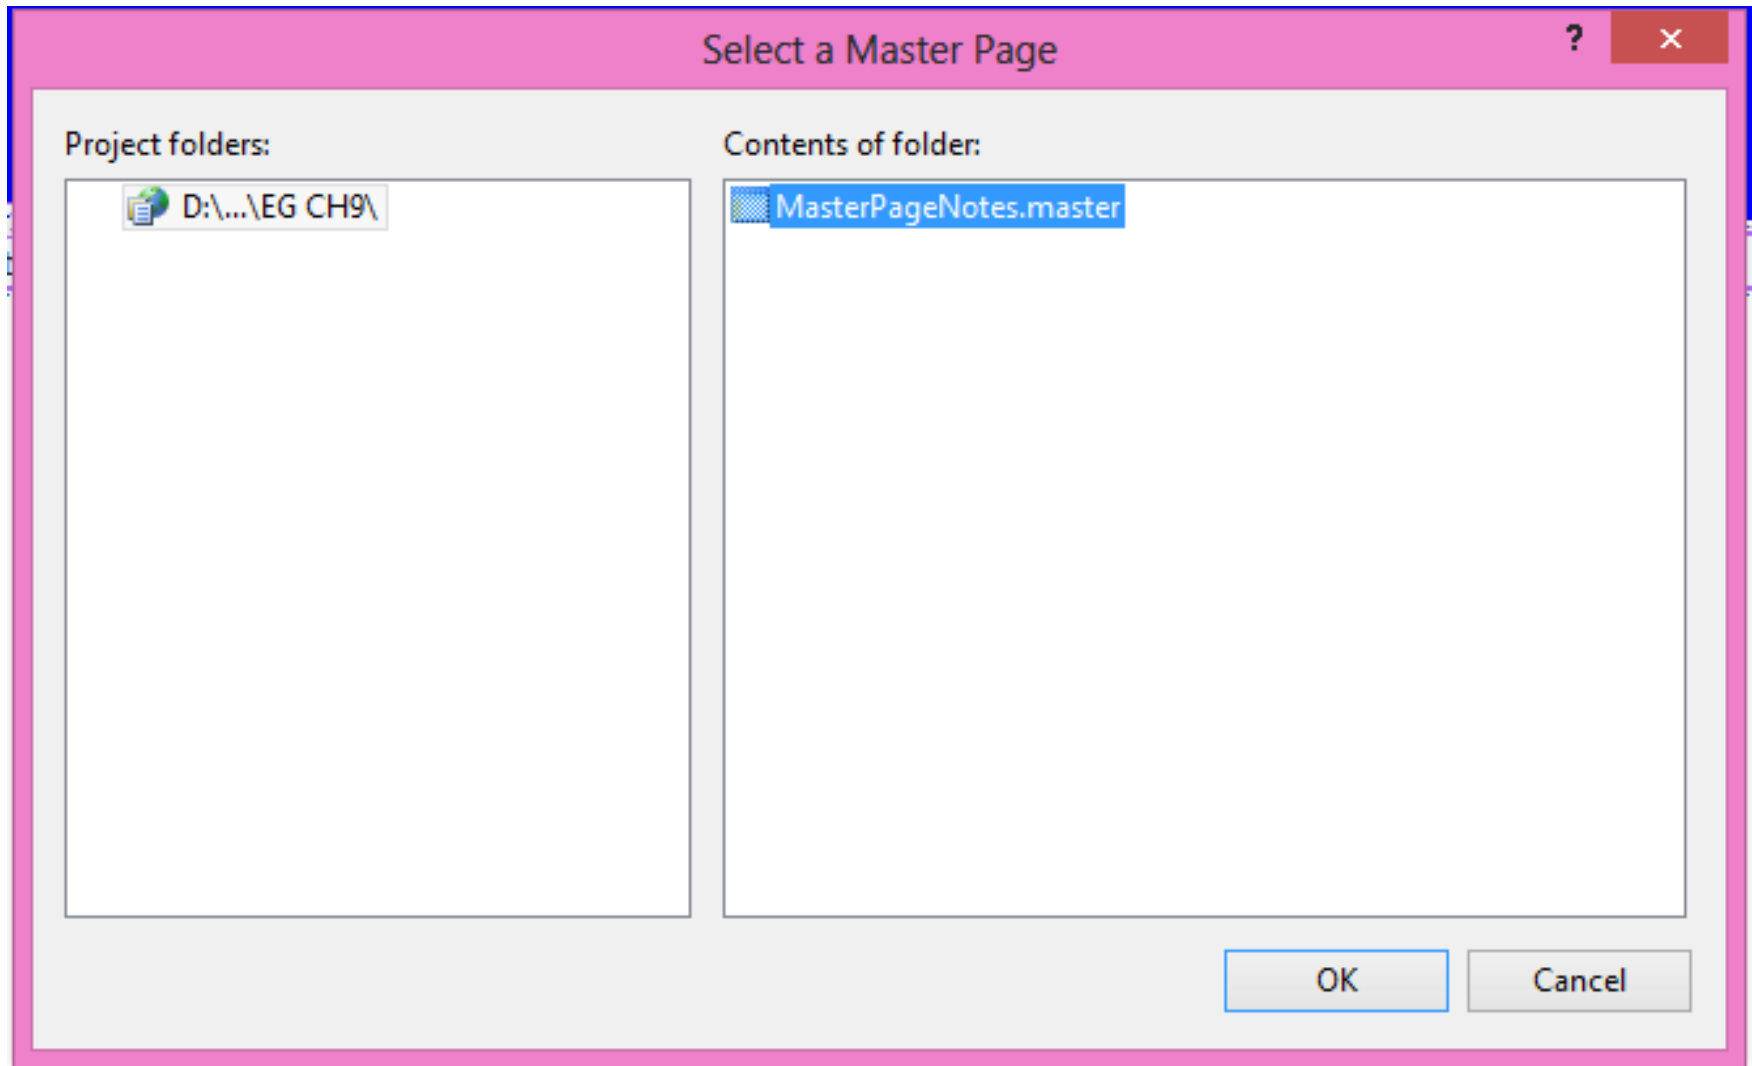 Select a Master Page
?
Project folders:
Contents of folder:
D:\...\EG CH9\
MasterPageNotes.master
OK
Cancel